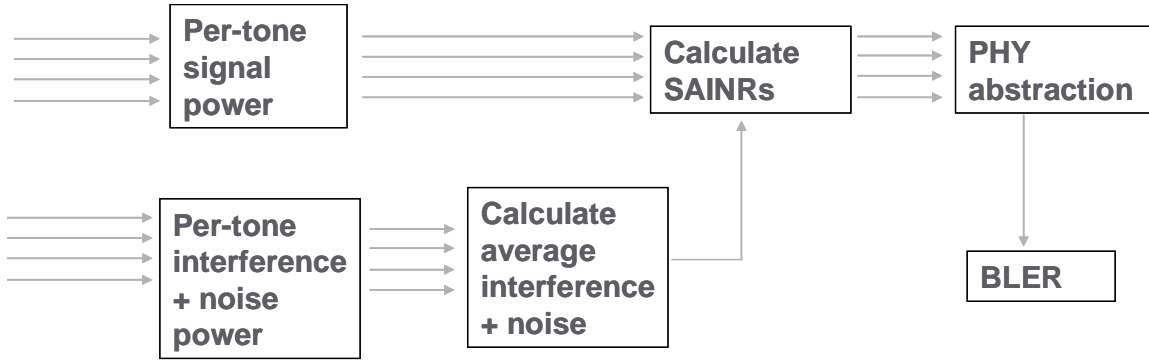 Per-tone
signal
power
Calculate
SAINRs
PHY
abstraction
Per-tone
interference
+ noise
power
Calculate
average
interference
+ noise
BLER